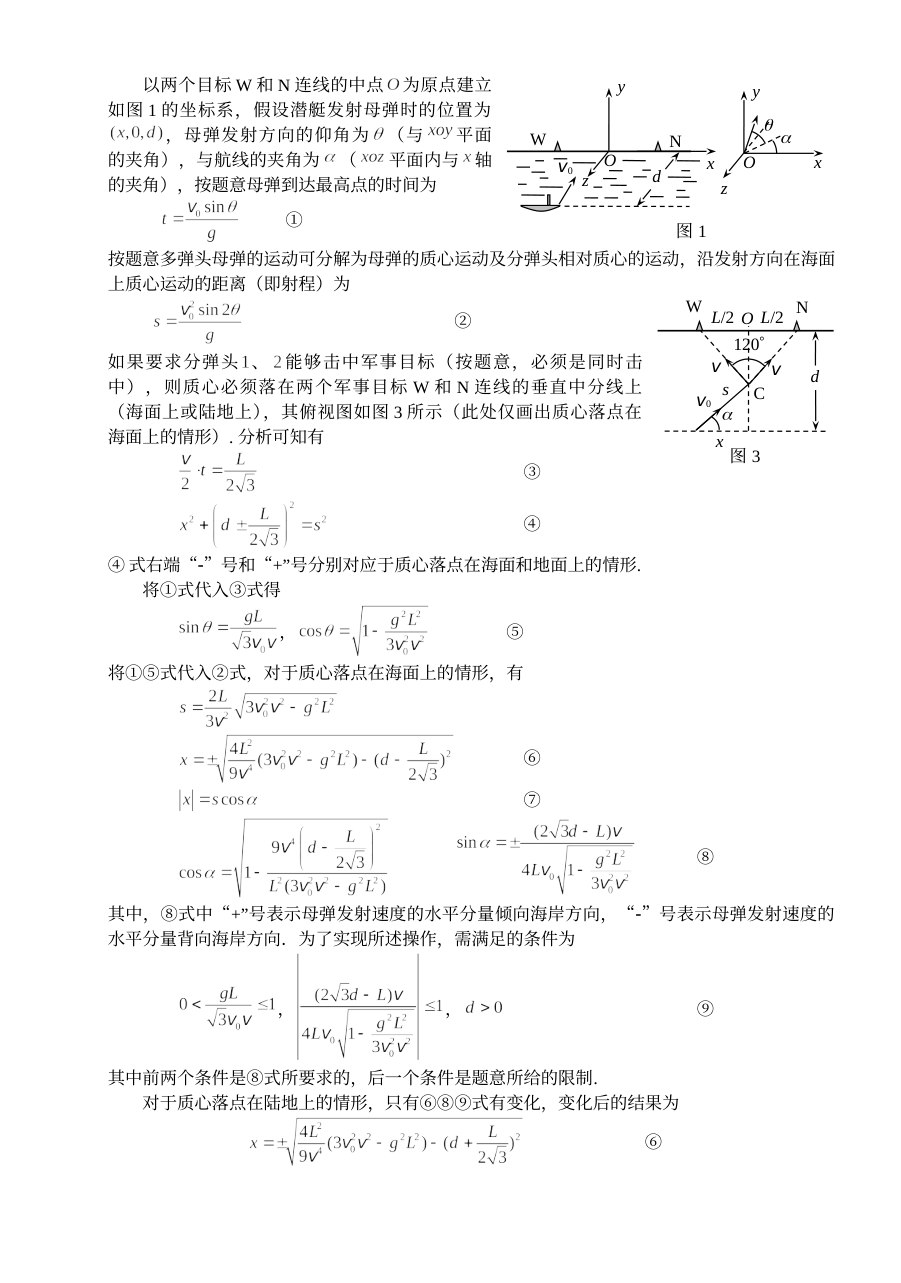 以两个目标 W 和 N 连线的中点 O 为原点建立
如图 1 的坐标系，假设潜艇发射母弹时的位置为
(x,0,d)，母弹发射方向的仰角为 θ（与 xoy 平面
的夹角），与航线的夹角为 α（xoz 平面内与 x 轴
的夹角），按题意母弹到达最高点的时间为
y
W
N
O
x
v₀
z
d
y
θ
α
O
x
z
图 1
t = v₀ sin θ / g ①
按题意多弹头母弹的运动可分解为母弹的质心运动及分弹头相对质心的运动，沿发射方向在海面
上质心运动的距离（即射程）为
s = v₀² sin 2θ / g ②
如果要求分弹头1、 2 能够击中军事目标（按题意，必须是同时击
中），则质心必须落在两个军事目标 W 和 N 连线的垂直中分线上
（海面上或陆地上），其俯视图如图 3 所示（此处仅画出质心落点在
海面上的情形）. 分析可知有
W
L/2 O L/2
N
120°
v
v
d
s
C
v₀
α
x
图 3
v/2 · t = L/(2√3) ③
x² + (d ± L/(2√3))² = s² ④
④ 式右端“-”号和“+”号分别对应于质心落点在海面和地面上的情形.
将①式代入③式得
sin θ = gL/(√3v₀v)， cos θ = √(1 - g²L²/(3v₀²v²)) ⑤
将①⑤式代入②式，对于质心落点在海面上的情形，有
s = 2L/(3v²) √(3v₀²v² - g²L²)
x = ±√(4L²/(9v⁴) (3v₀²v² - g²L²) - (d - L/(2√3))²) ⑥
|x| = s cos α ⑦
cos α = √(1 - 9v⁴(d - L/(2√3))² / (L²(3v₀²v² - g²L²))) sin α = ± (2√3d - L)v / (4Lv₀√(1 - g²L²/(3v₀²v²))) ⑧
其中，⑧式中“+”号表示母弹发射速度的水平分量倾向海岸方向，“-”号表示母弹发射速度的
水平分量背向海岸方向．为了实现所述操作，需满足的条件为
0 < gL/(√3v₀v) ≤ 1， |(2√3d - L)v / (4Lv₀√(1 - g²L²/(3v₀²v²)))| ≤ 1， d > 0 ⑨
其中前两个条件是⑧式所要求的，后一个条件是题意所给的限制.
对于质心落点在陆地上的情形，只有⑥⑧⑨式有变化，变化后的结果为
x = ±√(4L²/(9v⁴) (3v₀²v² - g²L²) - (d + L/(2√3))²) ⑥